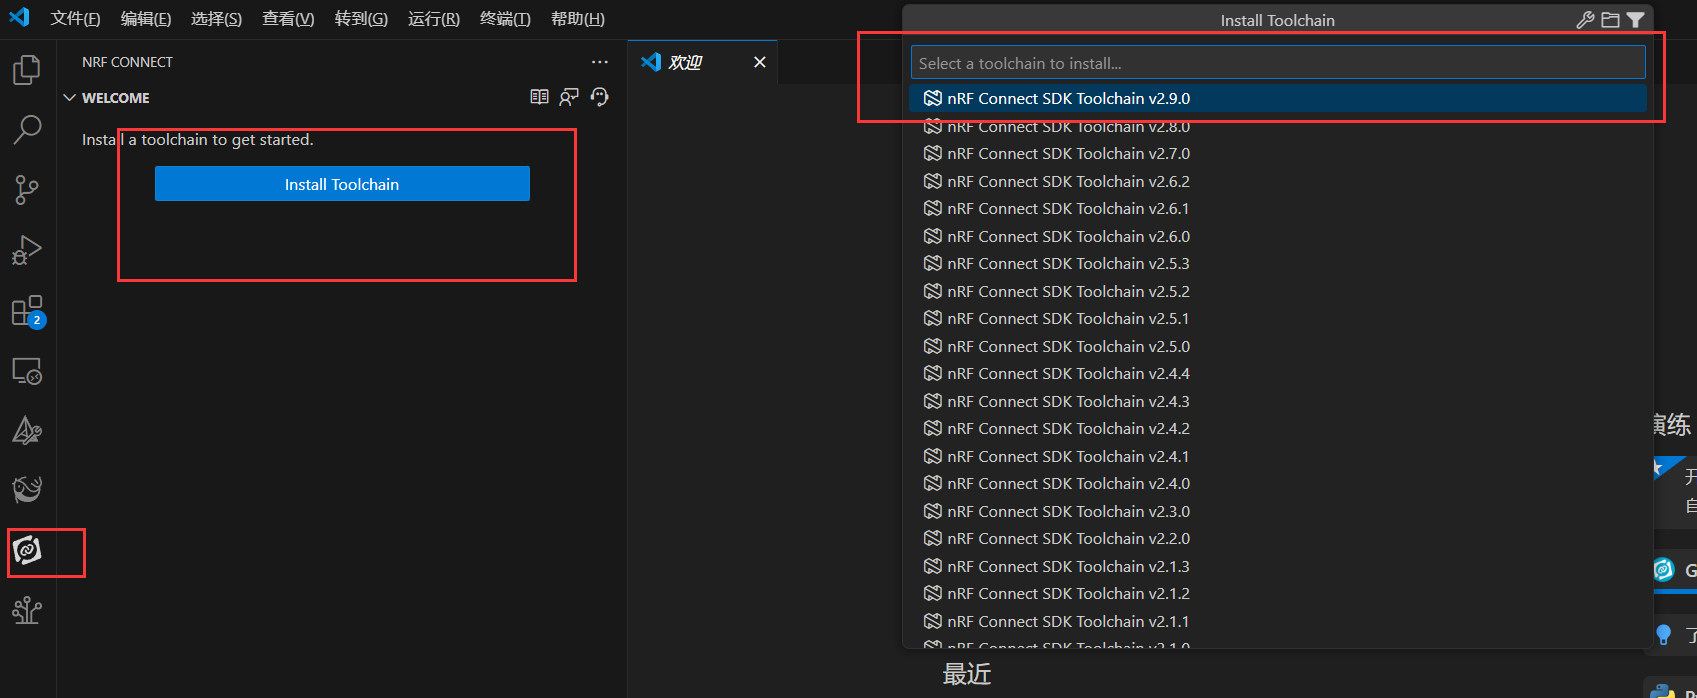 文件(F) 编辑(E) 选择(S) 查看(V) 转到(G) 运行(R) 终端(T) 帮助(H)
NRF CONNECT
WELCOME
Install a toolchain to get started.
Install Toolchain
2
欢迎
Install Toolchain
Select a toolchain to install...
nRF Connect SDK Toolchain v2.9.0
nRF Connect SDK Toolchain v2.8.0
nRF Connect SDK Toolchain v2.7.0
nRF Connect SDK Toolchain v2.6.2
nRF Connect SDK Toolchain v2.6.1
nRF Connect SDK Toolchain v2.6.0
nRF Connect SDK Toolchain v2.5.3
nRF Connect SDK Toolchain v2.5.2
nRF Connect SDK Toolchain v2.5.1
nRF Connect SDK Toolchain v2.5.0
nRF Connect SDK Toolchain v2.4.4
nRF Connect SDK Toolchain v2.4.3
nRF Connect SDK Toolchain v2.4.2
nRF Connect SDK Toolchain v2.4.1
nRF Connect SDK Toolchain v2.4.0
nRF Connect SDK Toolchain v2.3.0
nRF Connect SDK Toolchain v2.2.0
nRF Connect SDK Toolchain v2.1.3
nRF Connect SDK Toolchain v2.1.2
nRF Connect SDK Toolchain v2.1.1
nRF Connect SDK Toolchain v2.1.0
最近
演练
开
自
G
了